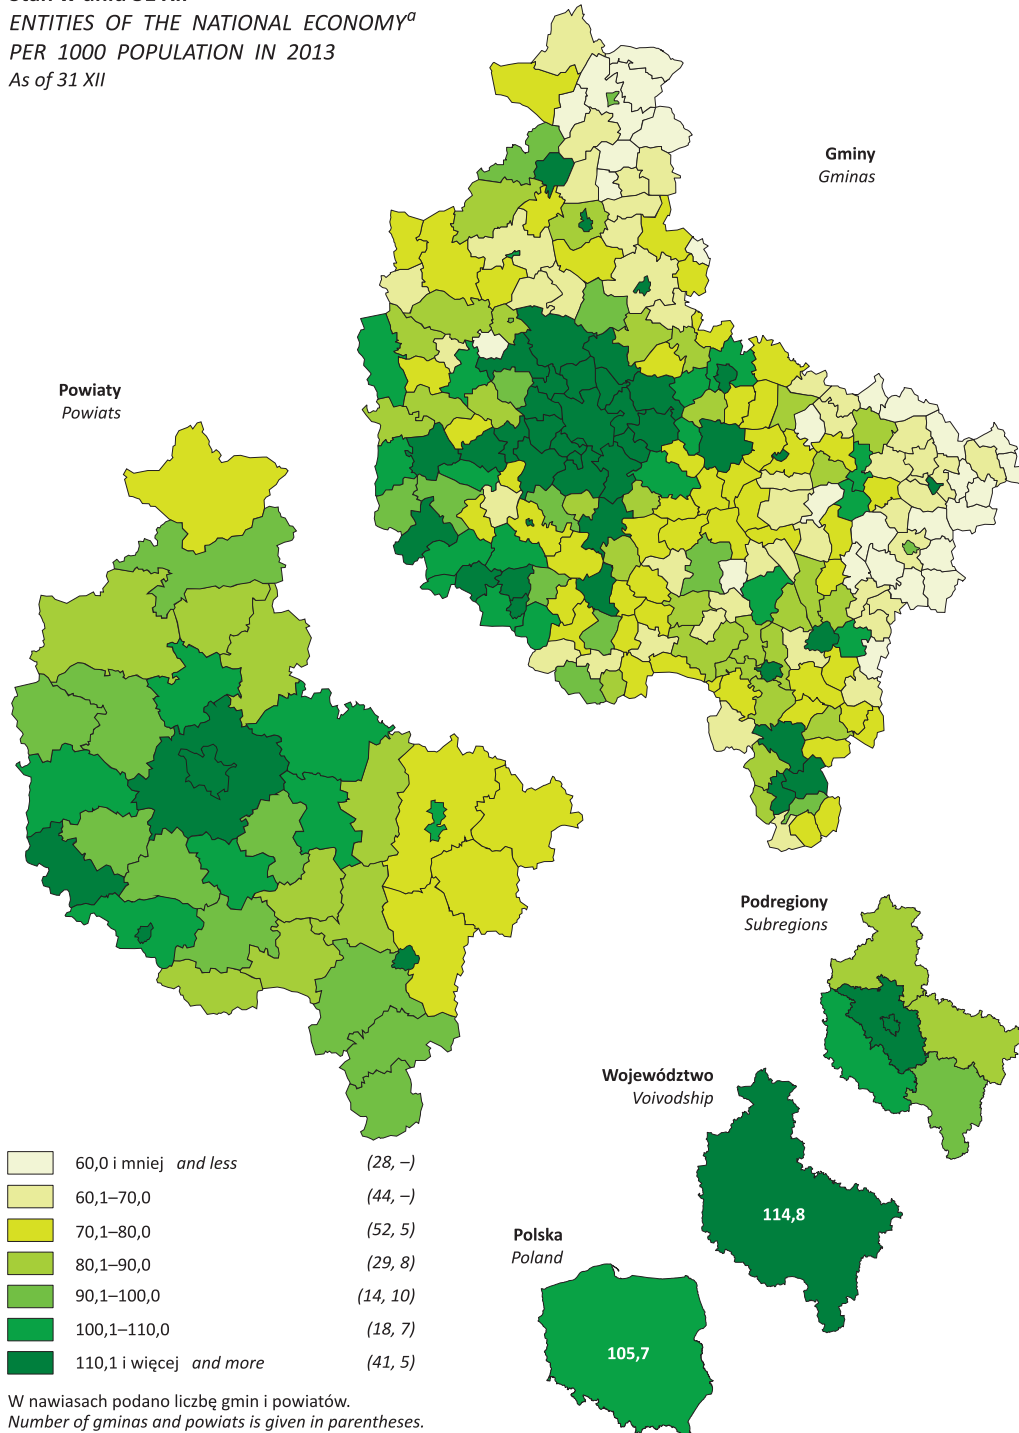 ENTITIES OF THE NATIONAL ECONOMYa
PER 1000 POPULATION IN 2013
As of 31 XII
Gminy
Gminas
Powiaty
Powiats
Podregiony
Subregions
Województwo
Voivodship
114,8
Polska
Poland
105,7
60,0 i mniej and less (28, –)
60,1–70,0 (44, –)
70,1–80,0 (52, 5)
80,1–90,0 (29, 8)
90,1–100,0 (14, 10)
100,1–110,0 (18, 7)
110,1 i więcej and more (41, 5)
W nawiasach podano liczbę gmin i powiatów.
Number of gminas and powiats is given in parentheses.